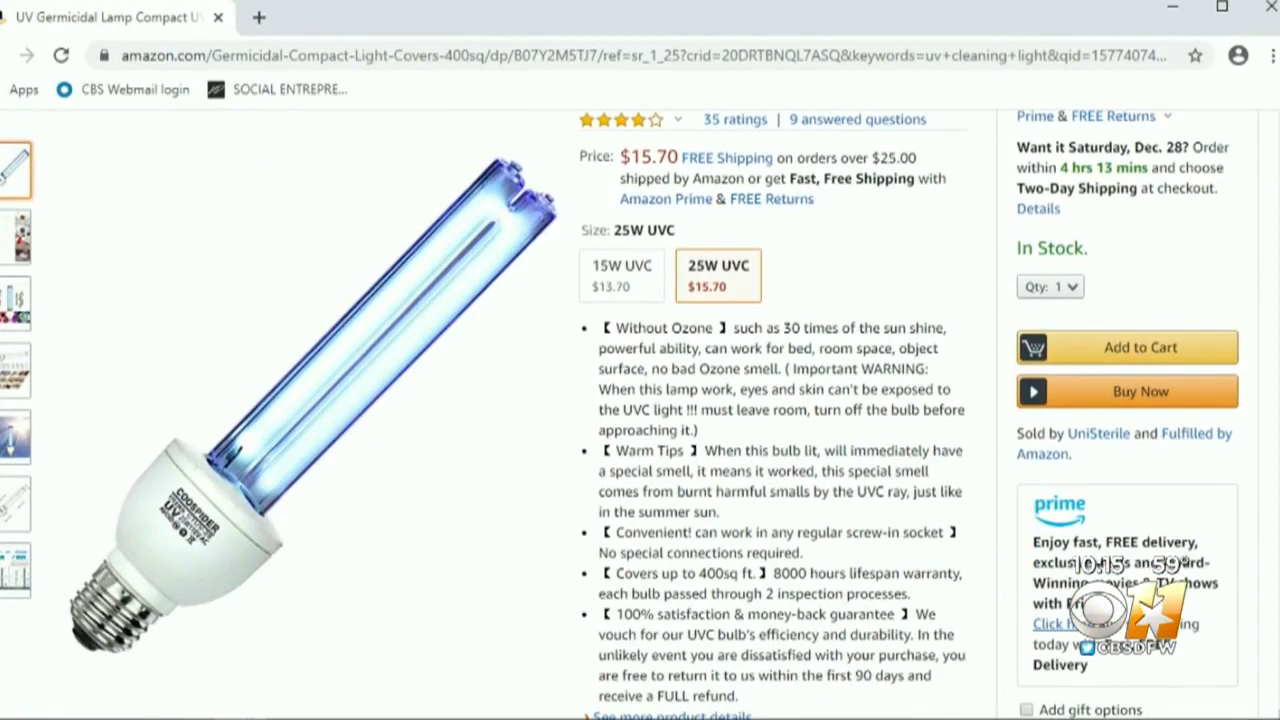 UV Germicidal Lamp Compact U
amazon.com/Germicidal-Compact-Light-Covers-400sq/dp/B07Y2M5TJ7/ref=sr_1_25?crid=20DRTBNQL7ASQ&keywords=uv+cleaning+light&qid=15774074...
Apps CBS Webmail login SOCIAL ENTREPRE...
35 ratings | 9 answered questions
Price: $15.70 FREE Shipping on orders over $25.00
shipped by Amazon or get Fast, Free Shipping with
Amazon Prime & FREE Returns
Size: 25W UVC
15W UVC
$13.70
25W UVC
$15.70
• 【 Without Ozone 】 such as 30 times of the sun shine,
powerful ability, can work for bed, room space, object
surface, no bad Ozone smell. ( Important WARNING:
When this lamp work, eyes and skin can't be exposed to
the UVC light !!! must leave room, turn off the bulb before
approaching it.)
• 【 Warm Tips 】 When this bulb lit, will immediately have
a special smell, it means it worked, this special smell
comes from burnt harmful smalls by the UVC ray, just like
in the summer sun.
• 【 Convenient! can work in any regular screw-in socket 】
No special connections required.
• 【 Covers up to 400sq ft. 】 8000 hours lifespan warranty,
each bulb passed through 2 inspection processes.
• 【 100% satisfaction & money-back guarantee 】 We
vouch for our UVC bulb's efficiency and durability. In the
unlikely event you are dissatisfied with your purchase, you
are free to return it to us within the first 90 days and
receive a FULL refund.
See more product details
Prime & FREE Returns
Want it Saturday, Dec. 28? Order
within 4 hrs 13 mins and choose
Two-Day Shipping at checkout.
Details
In Stock.
Qty: 1
Add to Cart
Buy Now
Sold by UniSterile and Fulfilled by
Amazon.
prime
Enjoy fast, FREE delivery,
and
with
Click
today
Delivery
Add gift options
COOSPIDER
10:15 59°
11
@CBSDFW